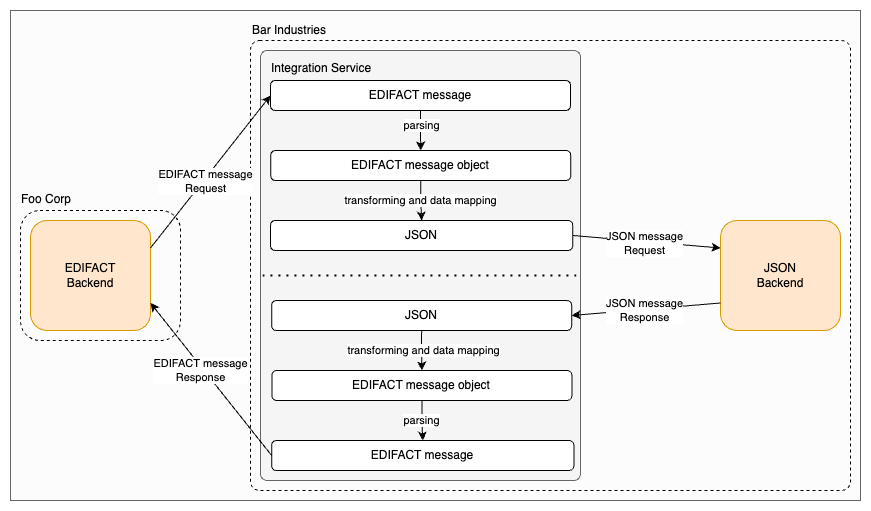 Bar Industries
Integration Service
EDIFACT message
parsing
EDIFACT message object
transforming and data mapping
JSON
EDIFACT message
Request
JSON message
Request
Foo Corp
EDIFACT
Backend
JSON
Backend
JSON
JSON message
Response
transforming and data mapping
EDIFACT message object
EDIFACT message
Response
parsing
EDIFACT message